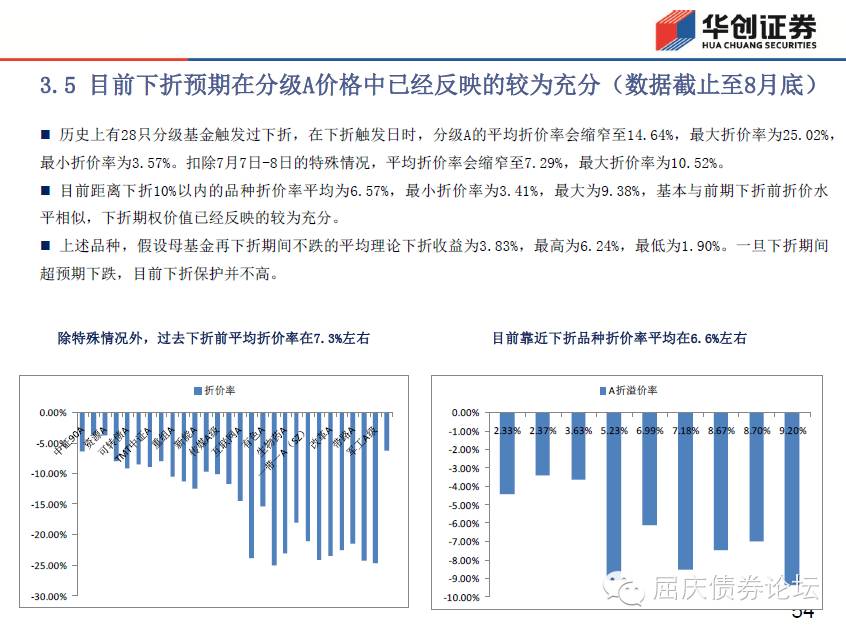 华创证券
HUA CHUANG SECURITIES
3.5 目前下折预期在分级A价格中已经反映的较为充分（数据截止至8月底）
■ 历史上有28只分级基金触发过下折，在下折触发日时，分级A的平均折价率会缩窄至14.64%，最大折价率为25.02%，
最小折价率为3.57%。扣除7月7日-8日的特殊情况，平均折价率会缩窄至7.29%，最大折价率为10.52%。
■ 目前距离下折10%以内的品种折价率平均为6.57%，最小折价率为3.41%，最大为9.38%，基本与前期下折前折价水
平相似，下折期权价值已经反映的较为充分。
■ 上述品种，假设母基金再下折期间不跌的平均理论下折收益为3.83%，最高为6.24%，最低为1.90%。一旦下折期间
超预期下跌，目前下折保护并不高。
除特殊情况外，过去下折前平均折价率在7.3%左右
目前靠近下折品种折价率平均在6.6%左右
折价率
0.00%
-5.00%
-10.00%
-15.00%
-20.00%
-25.00%
-30.00%
中航90A
资源A
可转债A
TMT中证A
重组A
新能A
传媒A级
互联网A
有色A
生物药A
一带一A（SZ）
改革A
带路A
军工A级
A折溢价率
0.00%
-1.00%
-2.00%
-3.00%
-4.00%
-5.00%
-6.00%
-7.00%
-8.00%
-9.00%
-10.00%
2.33% 2.37% 3.63% 5.23% 6.99% 7.18% 8.67% 8.70% 9.20%
屈庆债券论坛
54